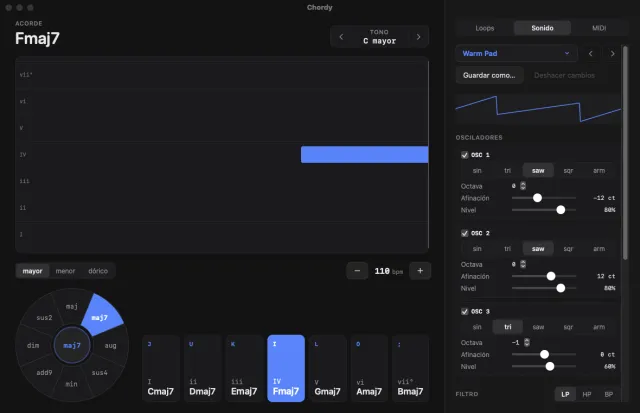 Chordy
ACORDE
Fmaj7
TONO
C mayor
vii°
vi
V
IV
iii
ii
I
mayor menor dórico
110 bpm
maj
maj7
aug
sus4
min
add9
dim
sus2
maj7
J U K I L O ;
I ii iii IV V vi vii°
Cmaj7 Dmaj7 Emaj7 Fmaj7 Gmaj7 Amaj7 Bmaj7
Loops Sonido MIDI
Warm Pad
Guardar como... Deshacer cambios
OSCILADORES
OSC 1
sin tri saw sqr arm
Octava 0
Afinación -12 ct
Nivel 80%
OSC 2
sin tri saw sqr arm
Octava 0
Afinación 12 ct
Nivel 80%
OSC 3
sin tri saw sqr arm
Octava -1
Afinación 0 ct
Nivel 60%
FILTRO LP HP BP